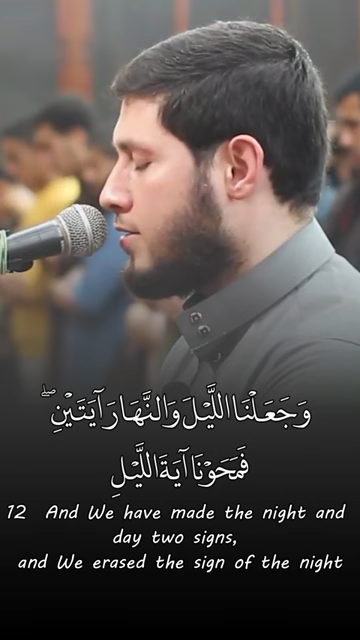 وَجَعَلْنَا اللَّيْلَ وَالنَّهَارَ آيَتَيْنِ ۖ
فَمَحَوْنَا آيَةَ اللَّيْلِ
12 And We have made the night and
day two signs,
and We erased the sign of the night